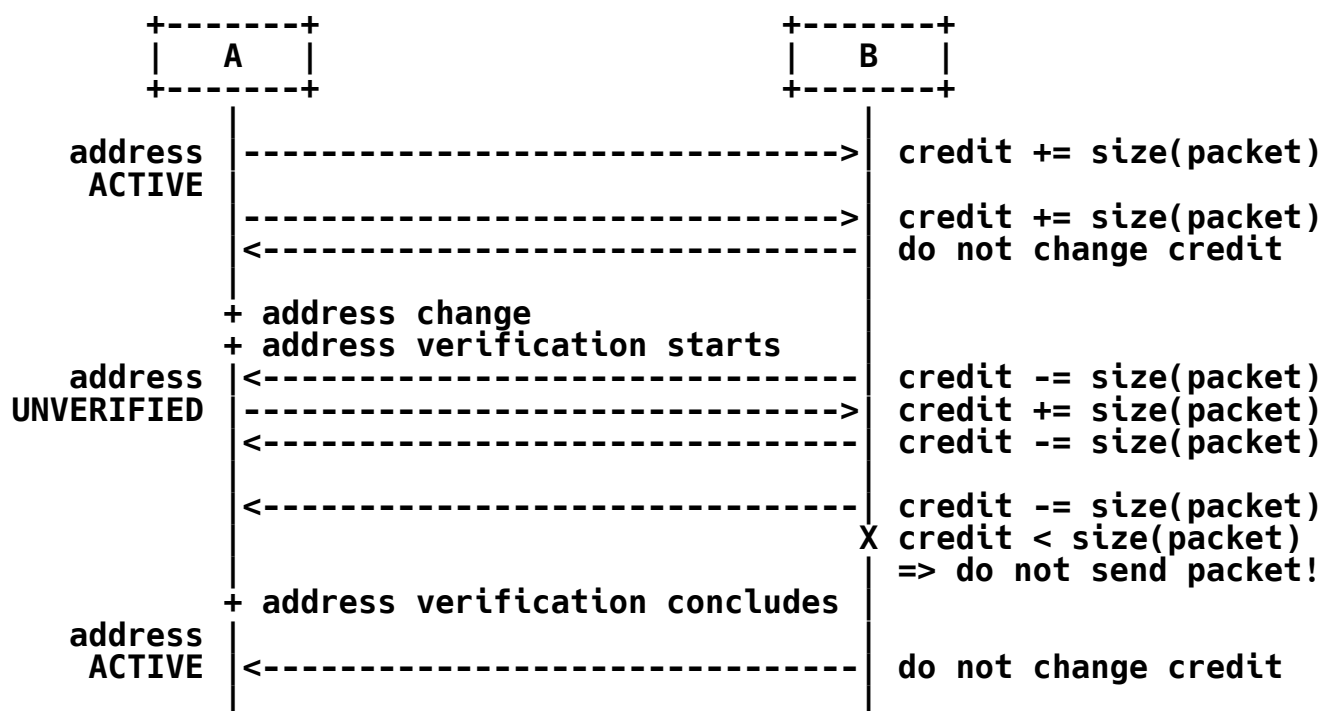 +-------+                        +-------+
|   A   |                        |   B   |
+-------+                        +-------+
|                                |
address |------------------------------->| credit += size(packet)
ACTIVE |                                |
|------------------------------->| credit += size(packet)
|<-------------------------------| do not change credit
|                                |
+ address change                 |
+ address verification starts    |
address |<-------------------------------| credit -= size(packet)
UNVERIFIED |------------------------------->| credit += size(packet)
|<-------------------------------| credit -= size(packet)
|                                |
|<-------------------------------| credit -= size(packet)
|                                X credit < size(packet)
|                                | => do not send packet!
+ address verification concludes |
address |                                |
ACTIVE |<-------------------------------| do not change credit
|                                |